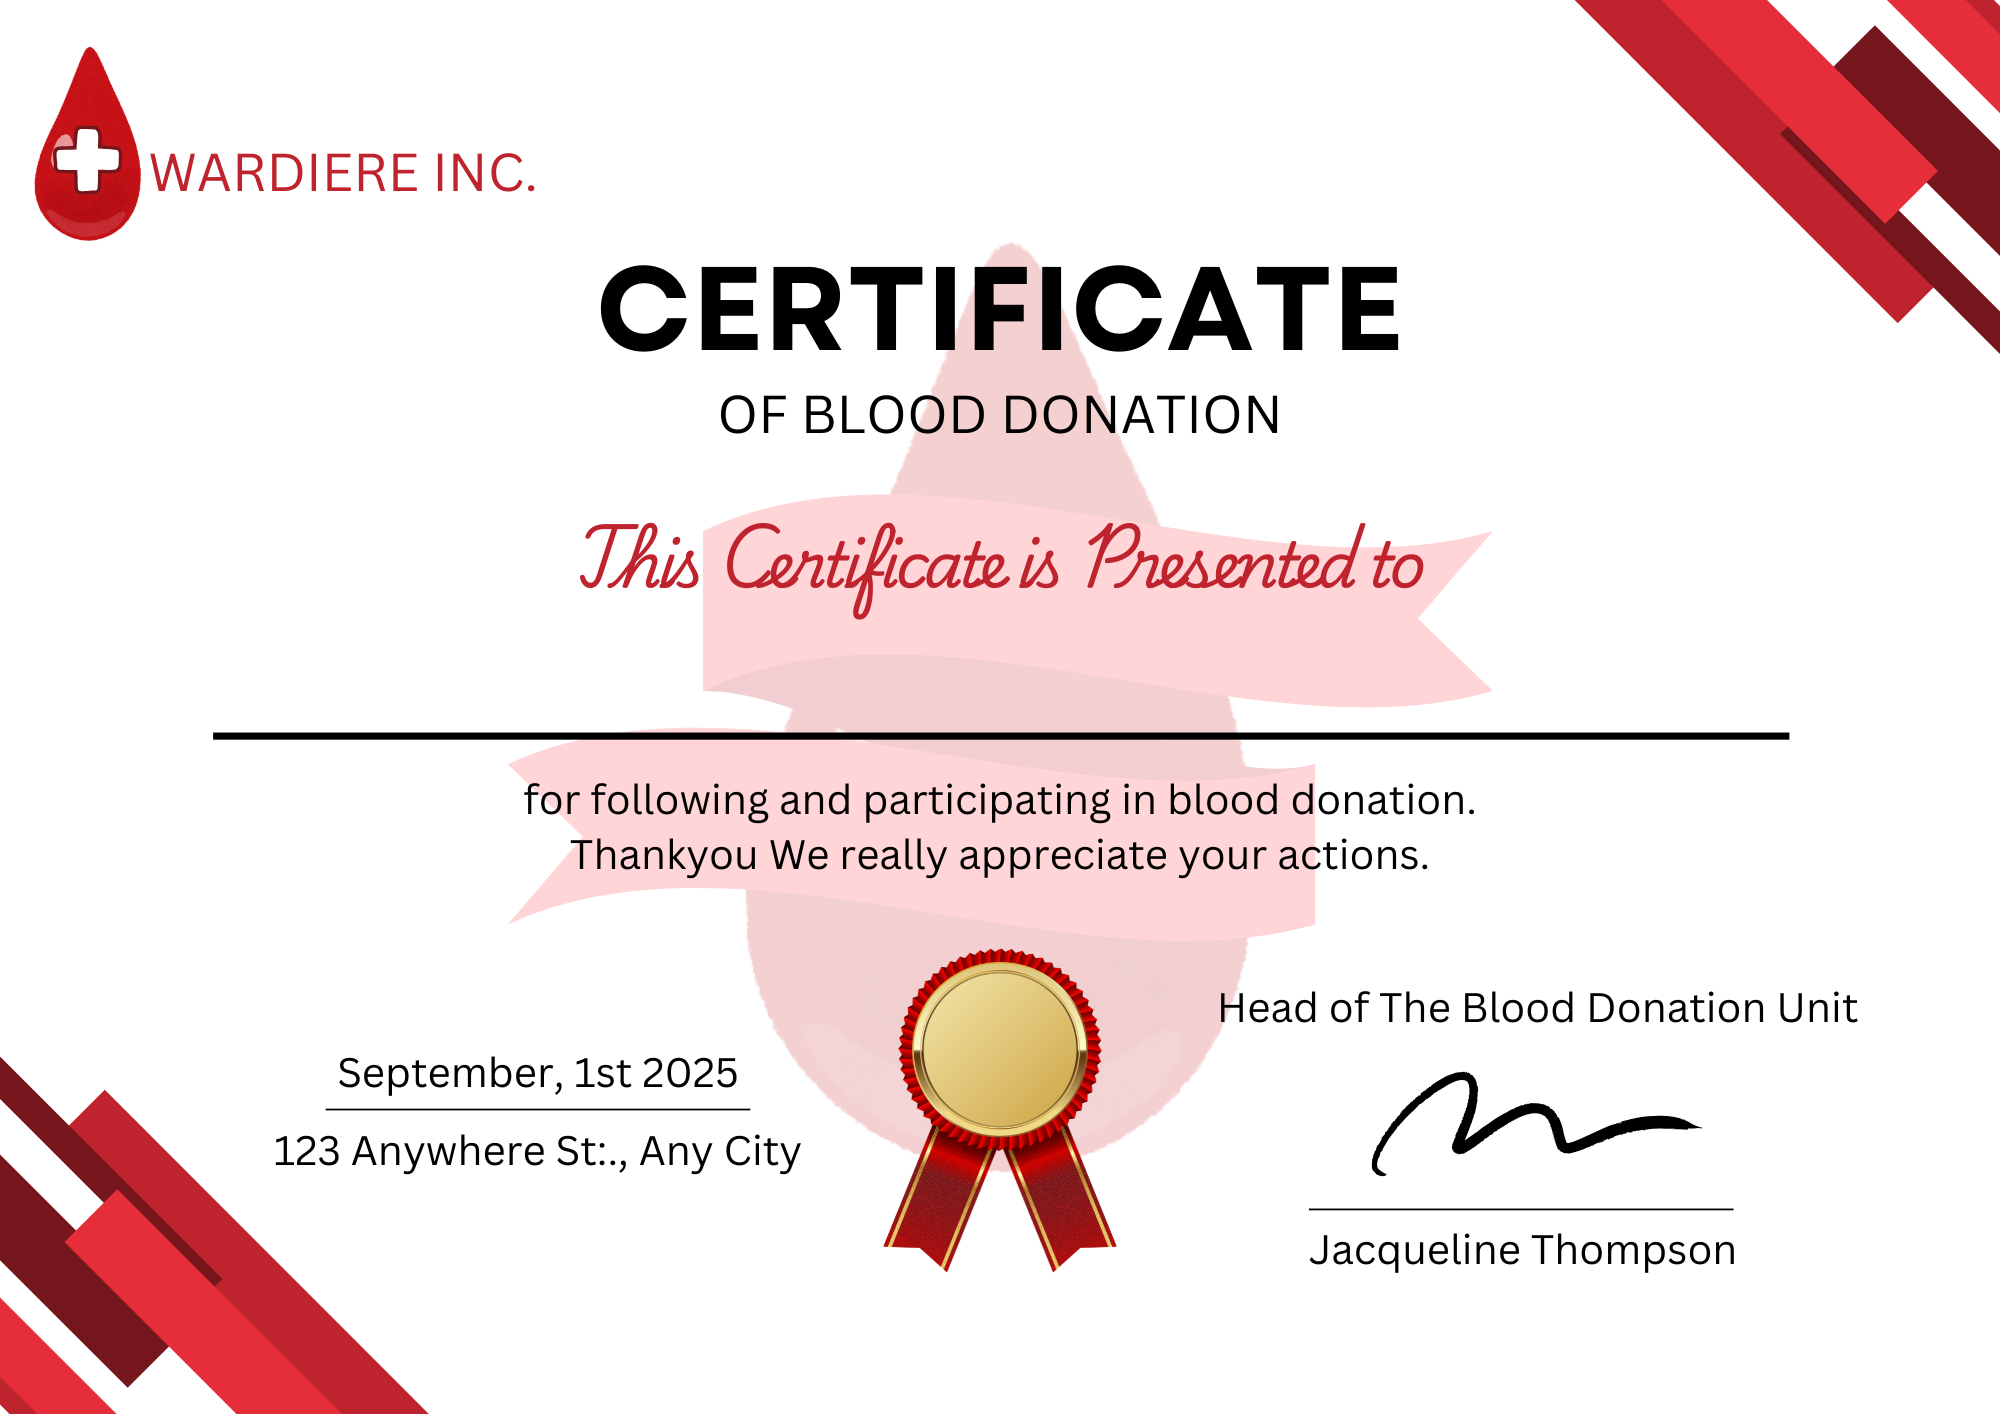 WARDIERE INC.
CERTIFICATE
OF BLOOD DONATION
This Certificate is Presented to
for following and participating in blood donation.
Thankyou We really appreciate your actions.
Head of The Blood Donation Unit
September, 1st 2025
123 Anywhere St:., Any City
Jacqueline Thompson